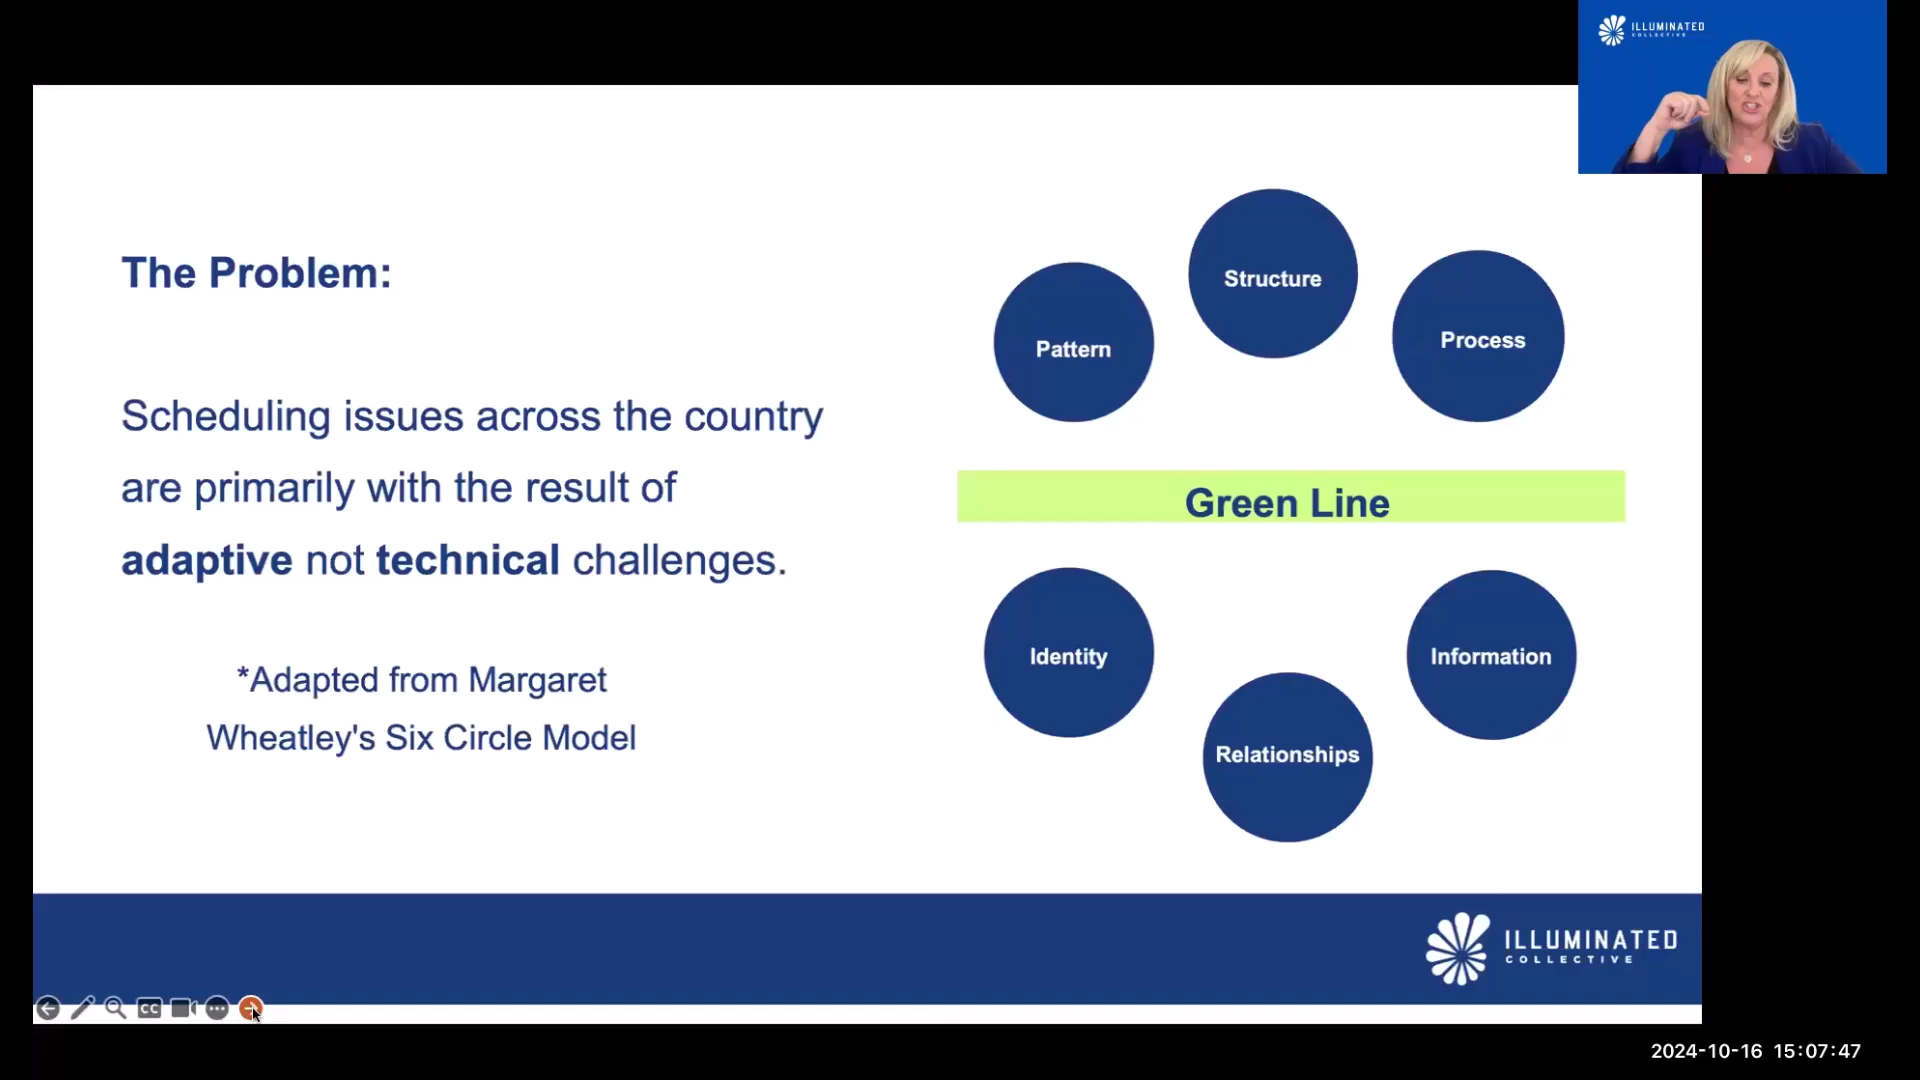 ILLUMINATED
COLLECTIVE
The Problem:
Scheduling issues across the country
are primarily with the result of
adaptive not technical challenges.
*Adapted from Margaret
Wheatley's Six Circle Model
Structure
Pattern
Process
Green Line
Identity
Information
Relationships
ILLUMINATED
COLLECTIVE
CC
2024-10-16 15:07:47